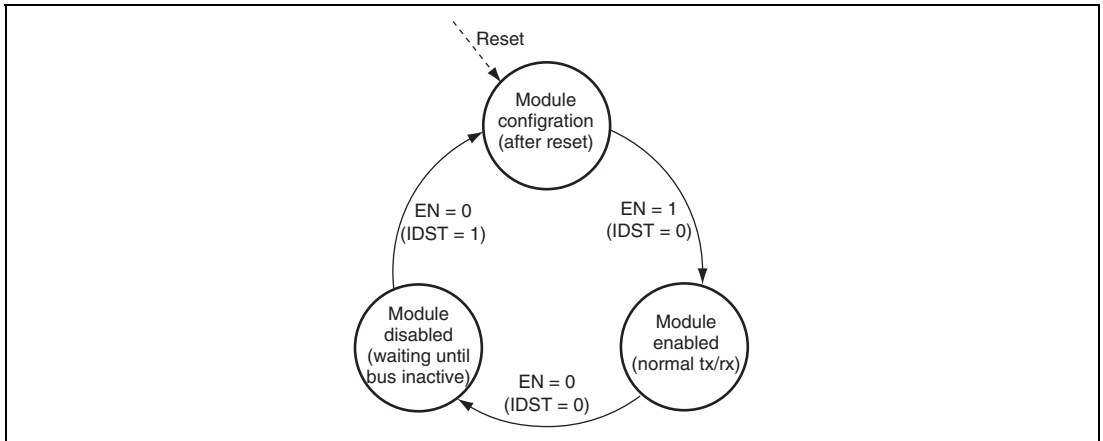 Reset
Module
configration
(after reset)
EN = 0
(IDST = 1)
EN = 1
(IDST = 0)
Module
disabled
(waiting until
bus inactive)
Module
enabled
(normal tx/rx)
EN = 0
(IDST = 0)